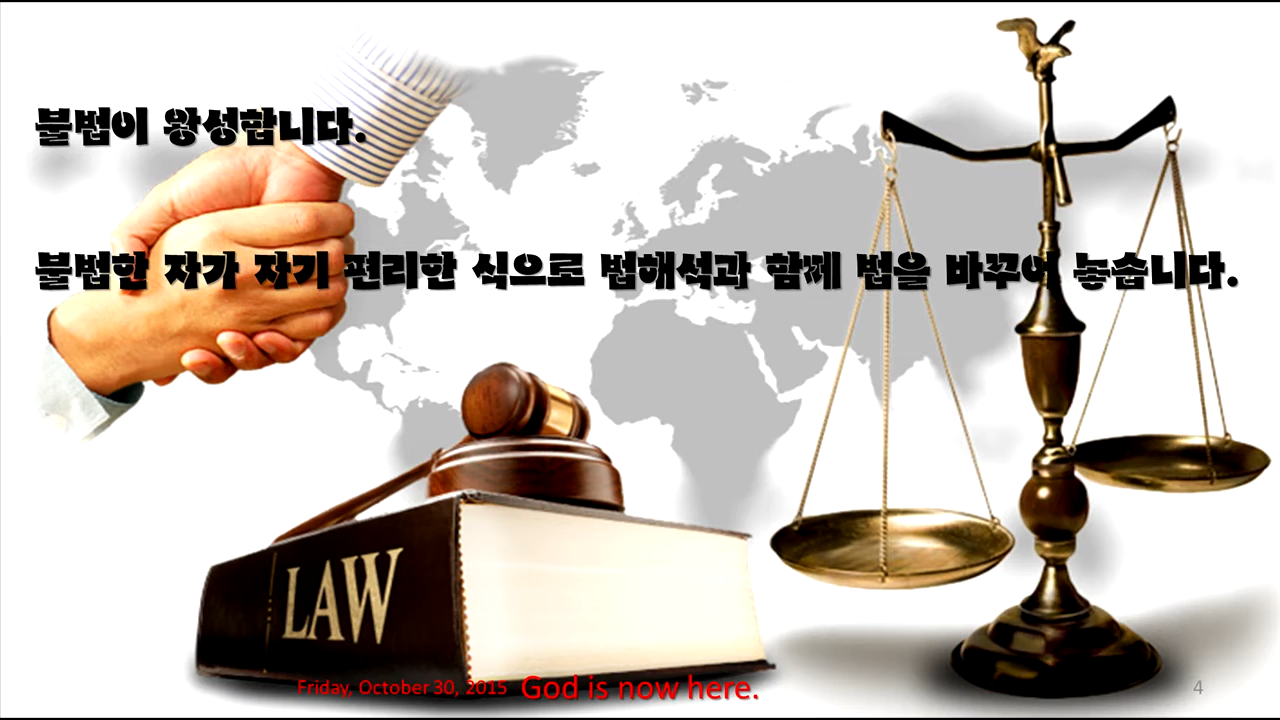 불법이 왕성합니다.
불법한 자가 자기 편리한 식으로 법해석과 함께 법을 바꾸어 놓습니다.
LAW
Friday, October 30, 2015 God is now here.
4